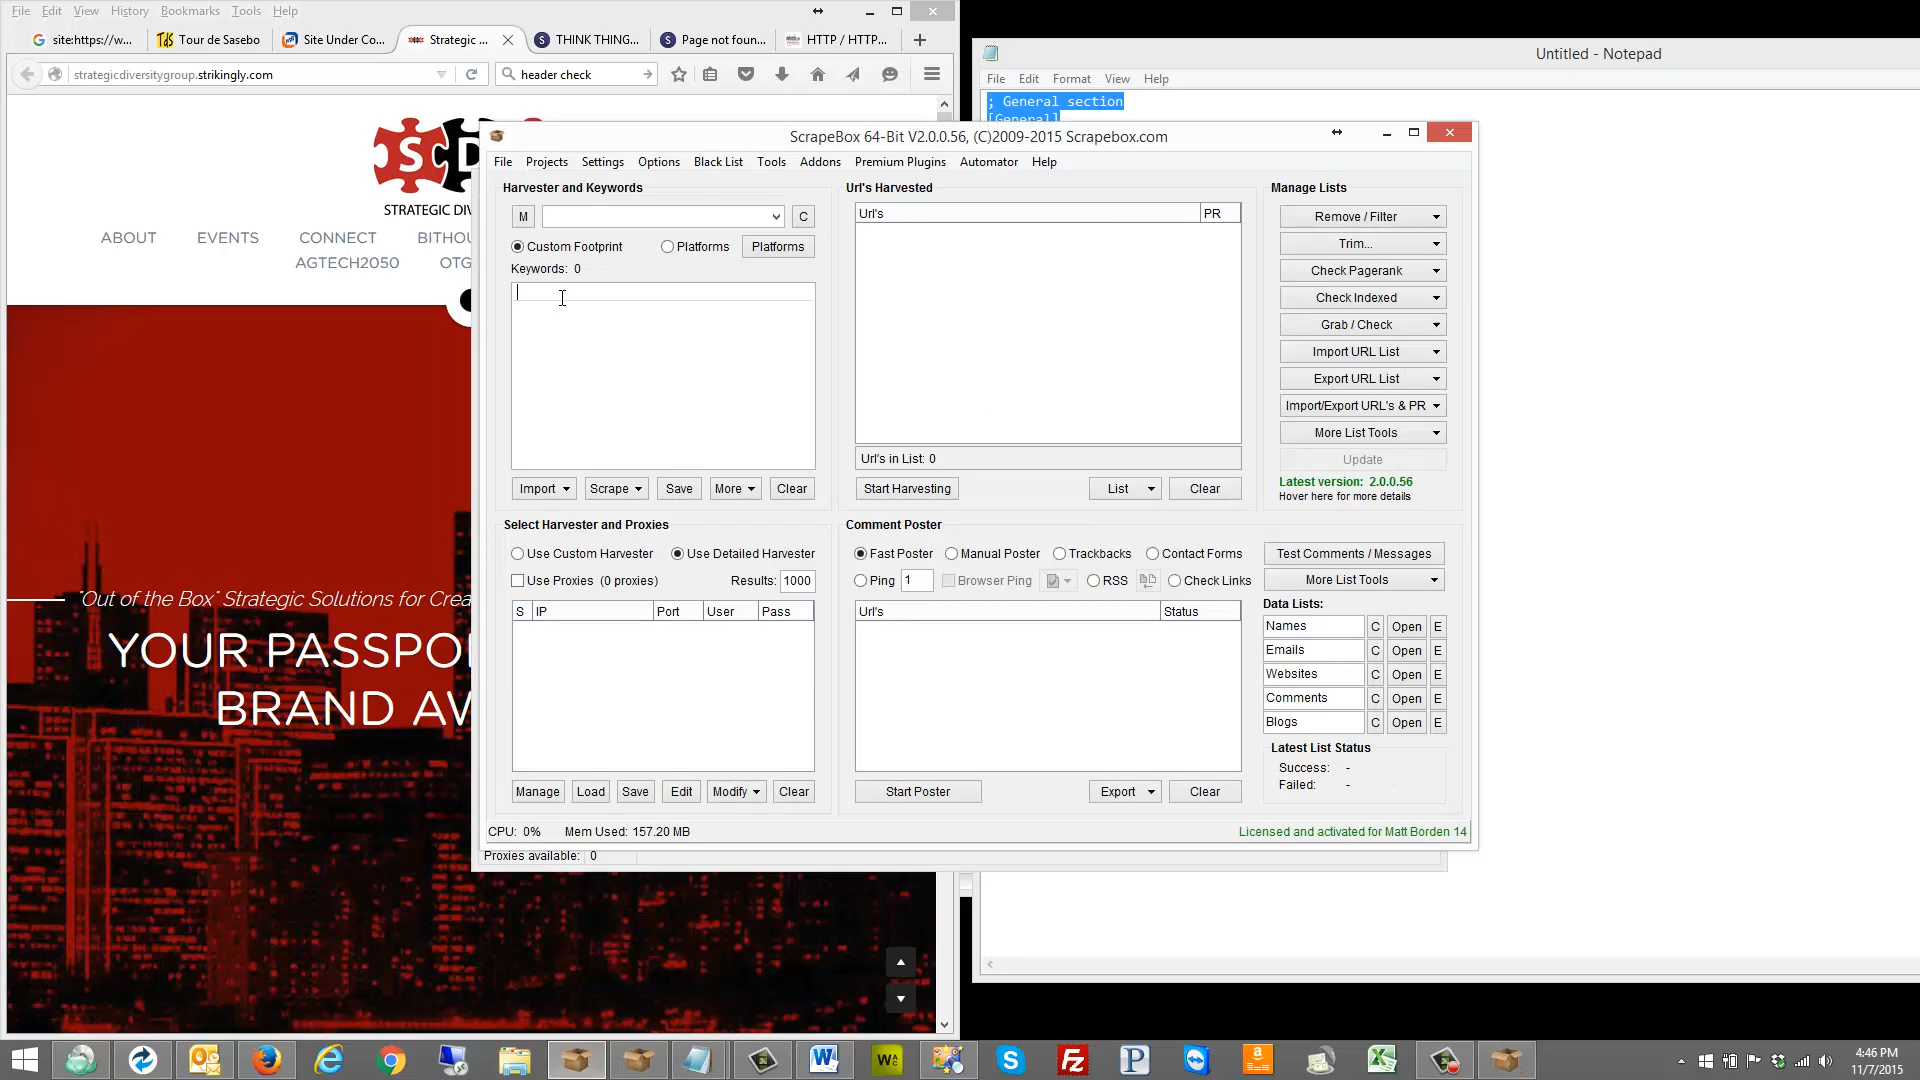 File Edit View History Bookmarks Tools Help
site:https://w...
Tour de Sasebo
Site Under Co...
Strategic ...
THINK THING...
Page not foun...
HTTP / HTTP...
strategicdiversitygroup.strikingly.com
header check
STRATEGIC DIV
ABOUT EVENTS CONNECT BITHOU
AGTECH2050 OTG
"Out of the Box" Strategic Solutions for Crea
YOUR PASSPO
BRAND AW
Untitled - Notepad
File Edit Format View Help
; General section
[General]
ScrapeBox 64-Bit V2.0.0.56, (C)2009-2015 Scrapebox.com
File Projects Settings Options Black List Tools Addons Premium Plugins Automator Help
Harvester and Keywords
M
C
Custom Footprint
Platforms
Platforms
Keywords: 0
Import
Scrape
Save
More
Clear
Url's Harvested
Url's
PR
Url's in List: 0
Start Harvesting
List
Clear
Manage Lists
Remove / Filter
Trim...
Check Pagerank
Check Indexed
Grab / Check
Import URL List
Export URL List
Import/Export URL's & PR
More List Tools
Update
Latest version: 2.0.0.56
Hover here for more details
Select Harvester and Proxies
Use Custom Harvester
Use Detailed Harvester
Use Proxies (0 proxies)
Results: 1000
S IP Port User Pass
Manage
Load
Save
Edit
Modify
Clear
Comment Poster
Fast Poster
Manual Poster
Trackbacks
Contact Forms
Test Comments / Messages
Ping 1
Browser Ping
RSS
Check Links
More List Tools
Url's
Status
Start Poster
Export
Clear
Data Lists:
Names C Open E
Emails C Open E
Websites C Open E
Comments C Open E
Blogs C Open E
Latest List Status
Success: -
Failed: -
CPU: 0% Mem Used: 157.20 MB
Licensed and activated for Matt Borden 14
Proxies available: 0
4:46 PM
11/7/2015